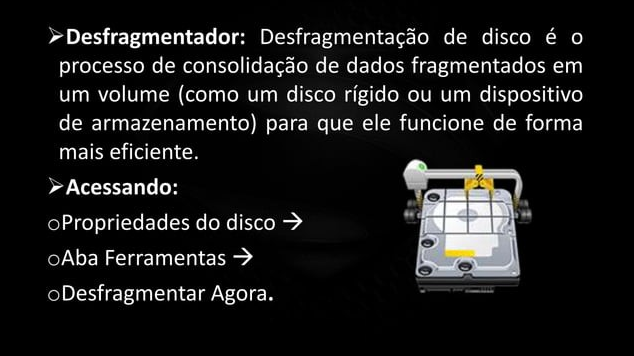 ➢Desfragmentador: Desfragmentação de disco é o
processo de consolidação de dados fragmentados em
um volume (como um disco rígido ou um dispositivo
de armazenamento) para que ele funcione de forma
mais eficiente.
➢Acessando:
oPropriedades do disco →
oAba Ferramentas →
oDesfragmentar Agora.